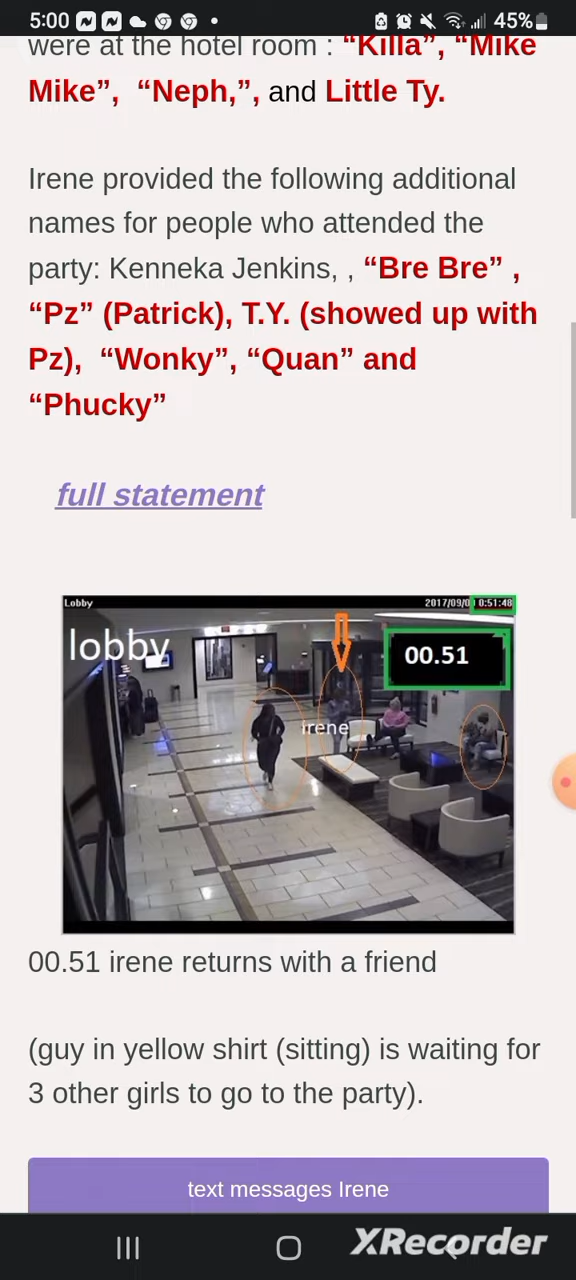 5:00 45%
were at the hotel room : “Killa”, “Mike
Mike”,  “Neph,”, and Little Ty.
Irene provided the following additional
names for people who attended the
party: Kenneka Jenkins, , “Bre Bre” ,
“Pz” (Patrick), T.Y. (showed up with
Pz),  “Wonky”, “Quan” and
“Phucky”
full statement
Lobby 2017/09/0 0:51:48
lobby
00.51
irene
00.51 irene returns with a friend
(guy in yellow shirt (sitting) is waiting for
3 other girls to go to the party).
text messages Irene
XRecorder